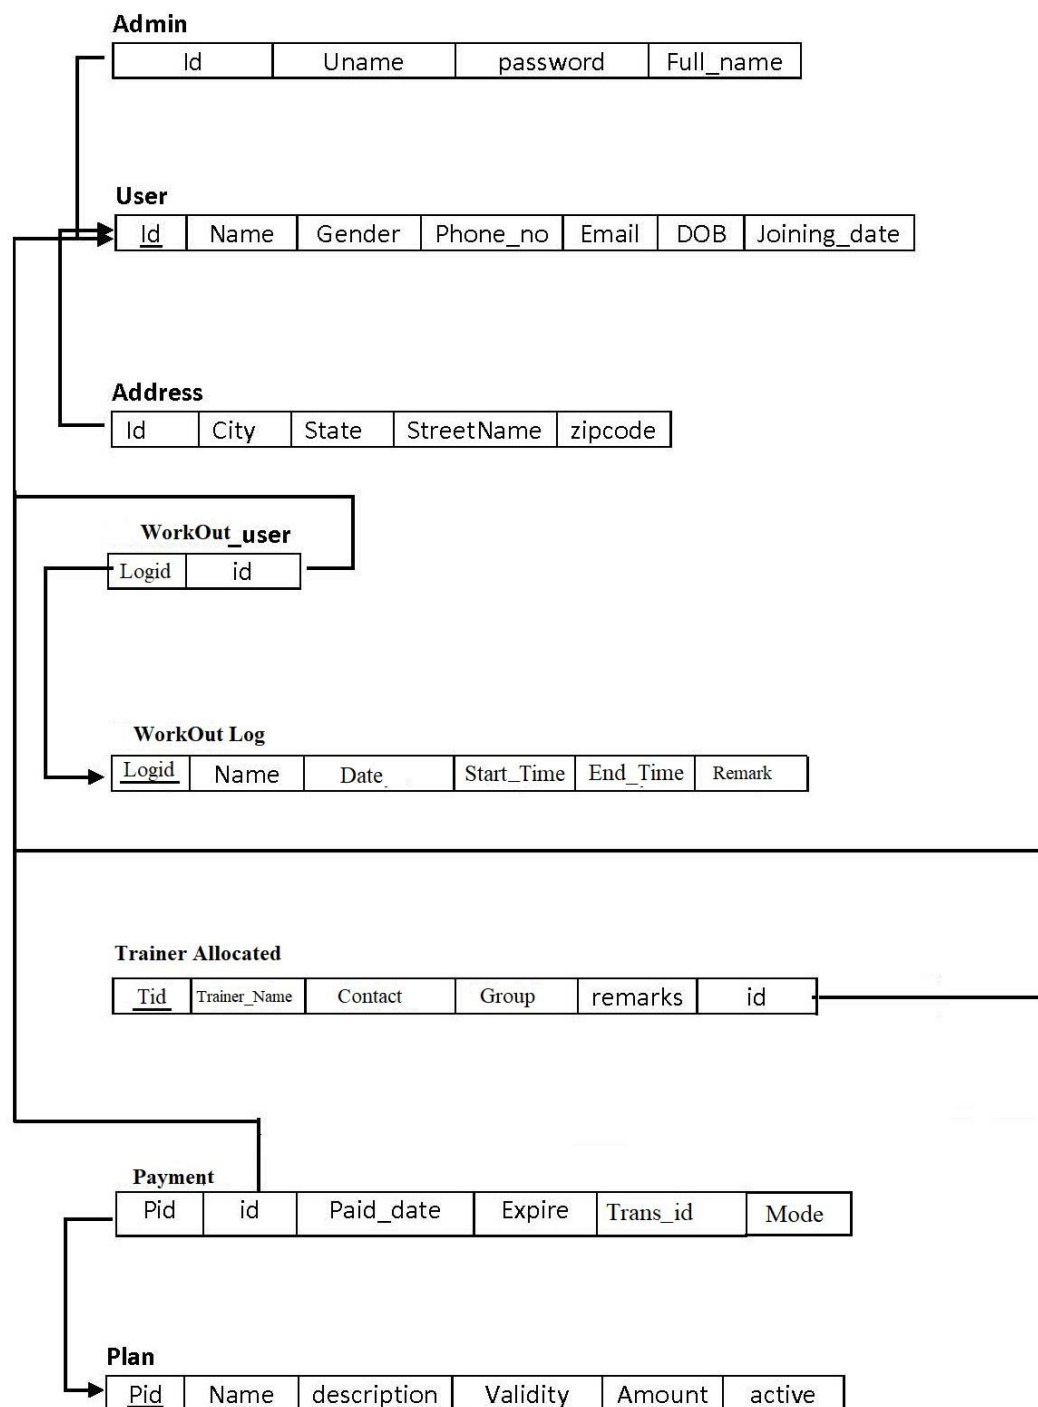 Admin
Id Uname password Full_name
User
Id Name Gender Phone_no Email DOB Joining_date
Address
Id City State StreetName zipcode
WorkOut_user
Logid id
WorkOut Log
Logid Name Date Start_Time End_Time Remark
Trainer Allocated
Tid Trainer_Name Contact Group remarks id
Payment
Pid id Paid_date Expire Trans_id Mode
Plan
Pid Name description Validity Amount active